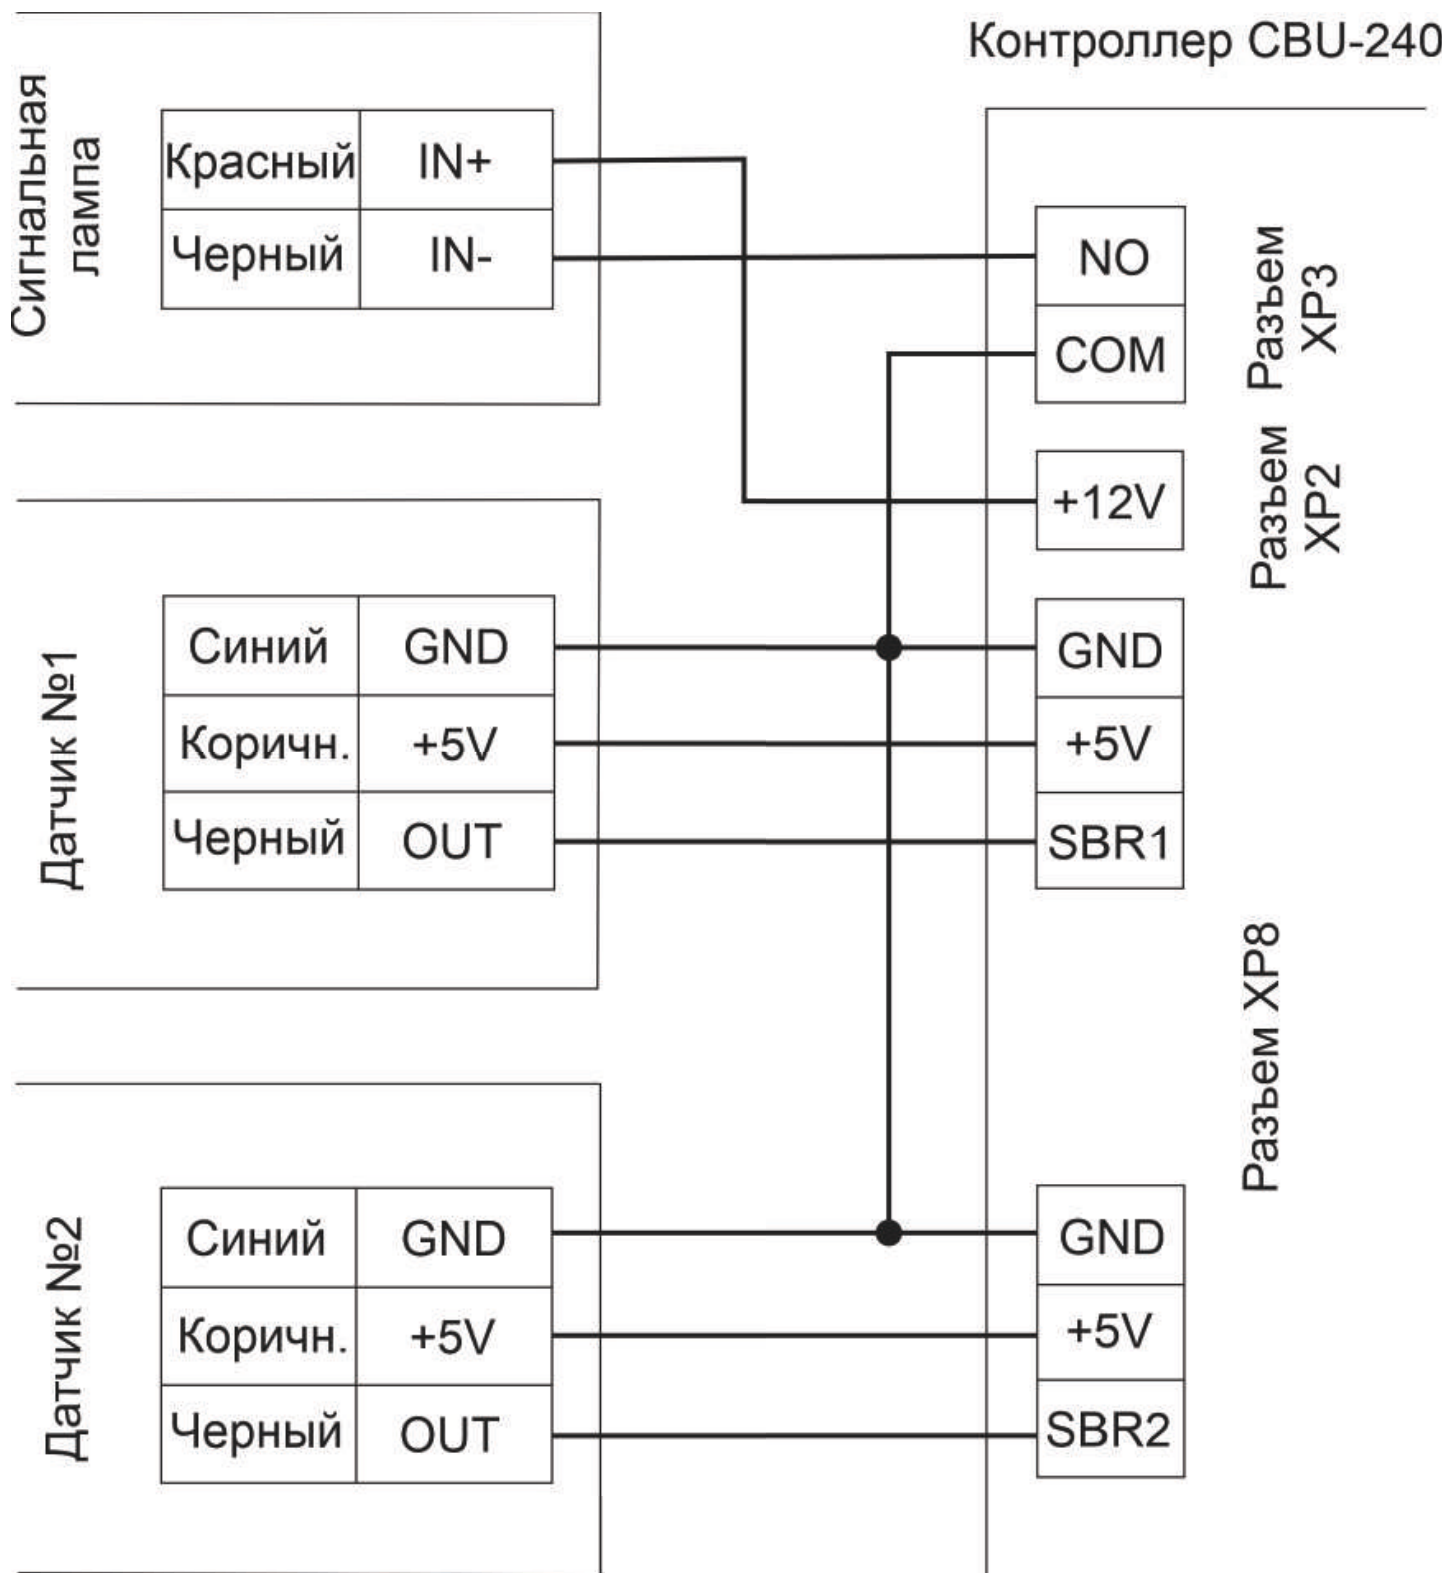 Контроллер CBU-240
Сигнальная
лампа
Красный IN+
Черный IN-
NO
COM
Разъем
XP3
+12V
Разъем
XP2
Датчик №1
Синий GND
Коричн. +5V
Черный OUT
GND
+5V
SBR1
Разъем XP8
Датчик №2
Синий GND
Коричн. +5V
Черный OUT
GND
+5V
SBR2